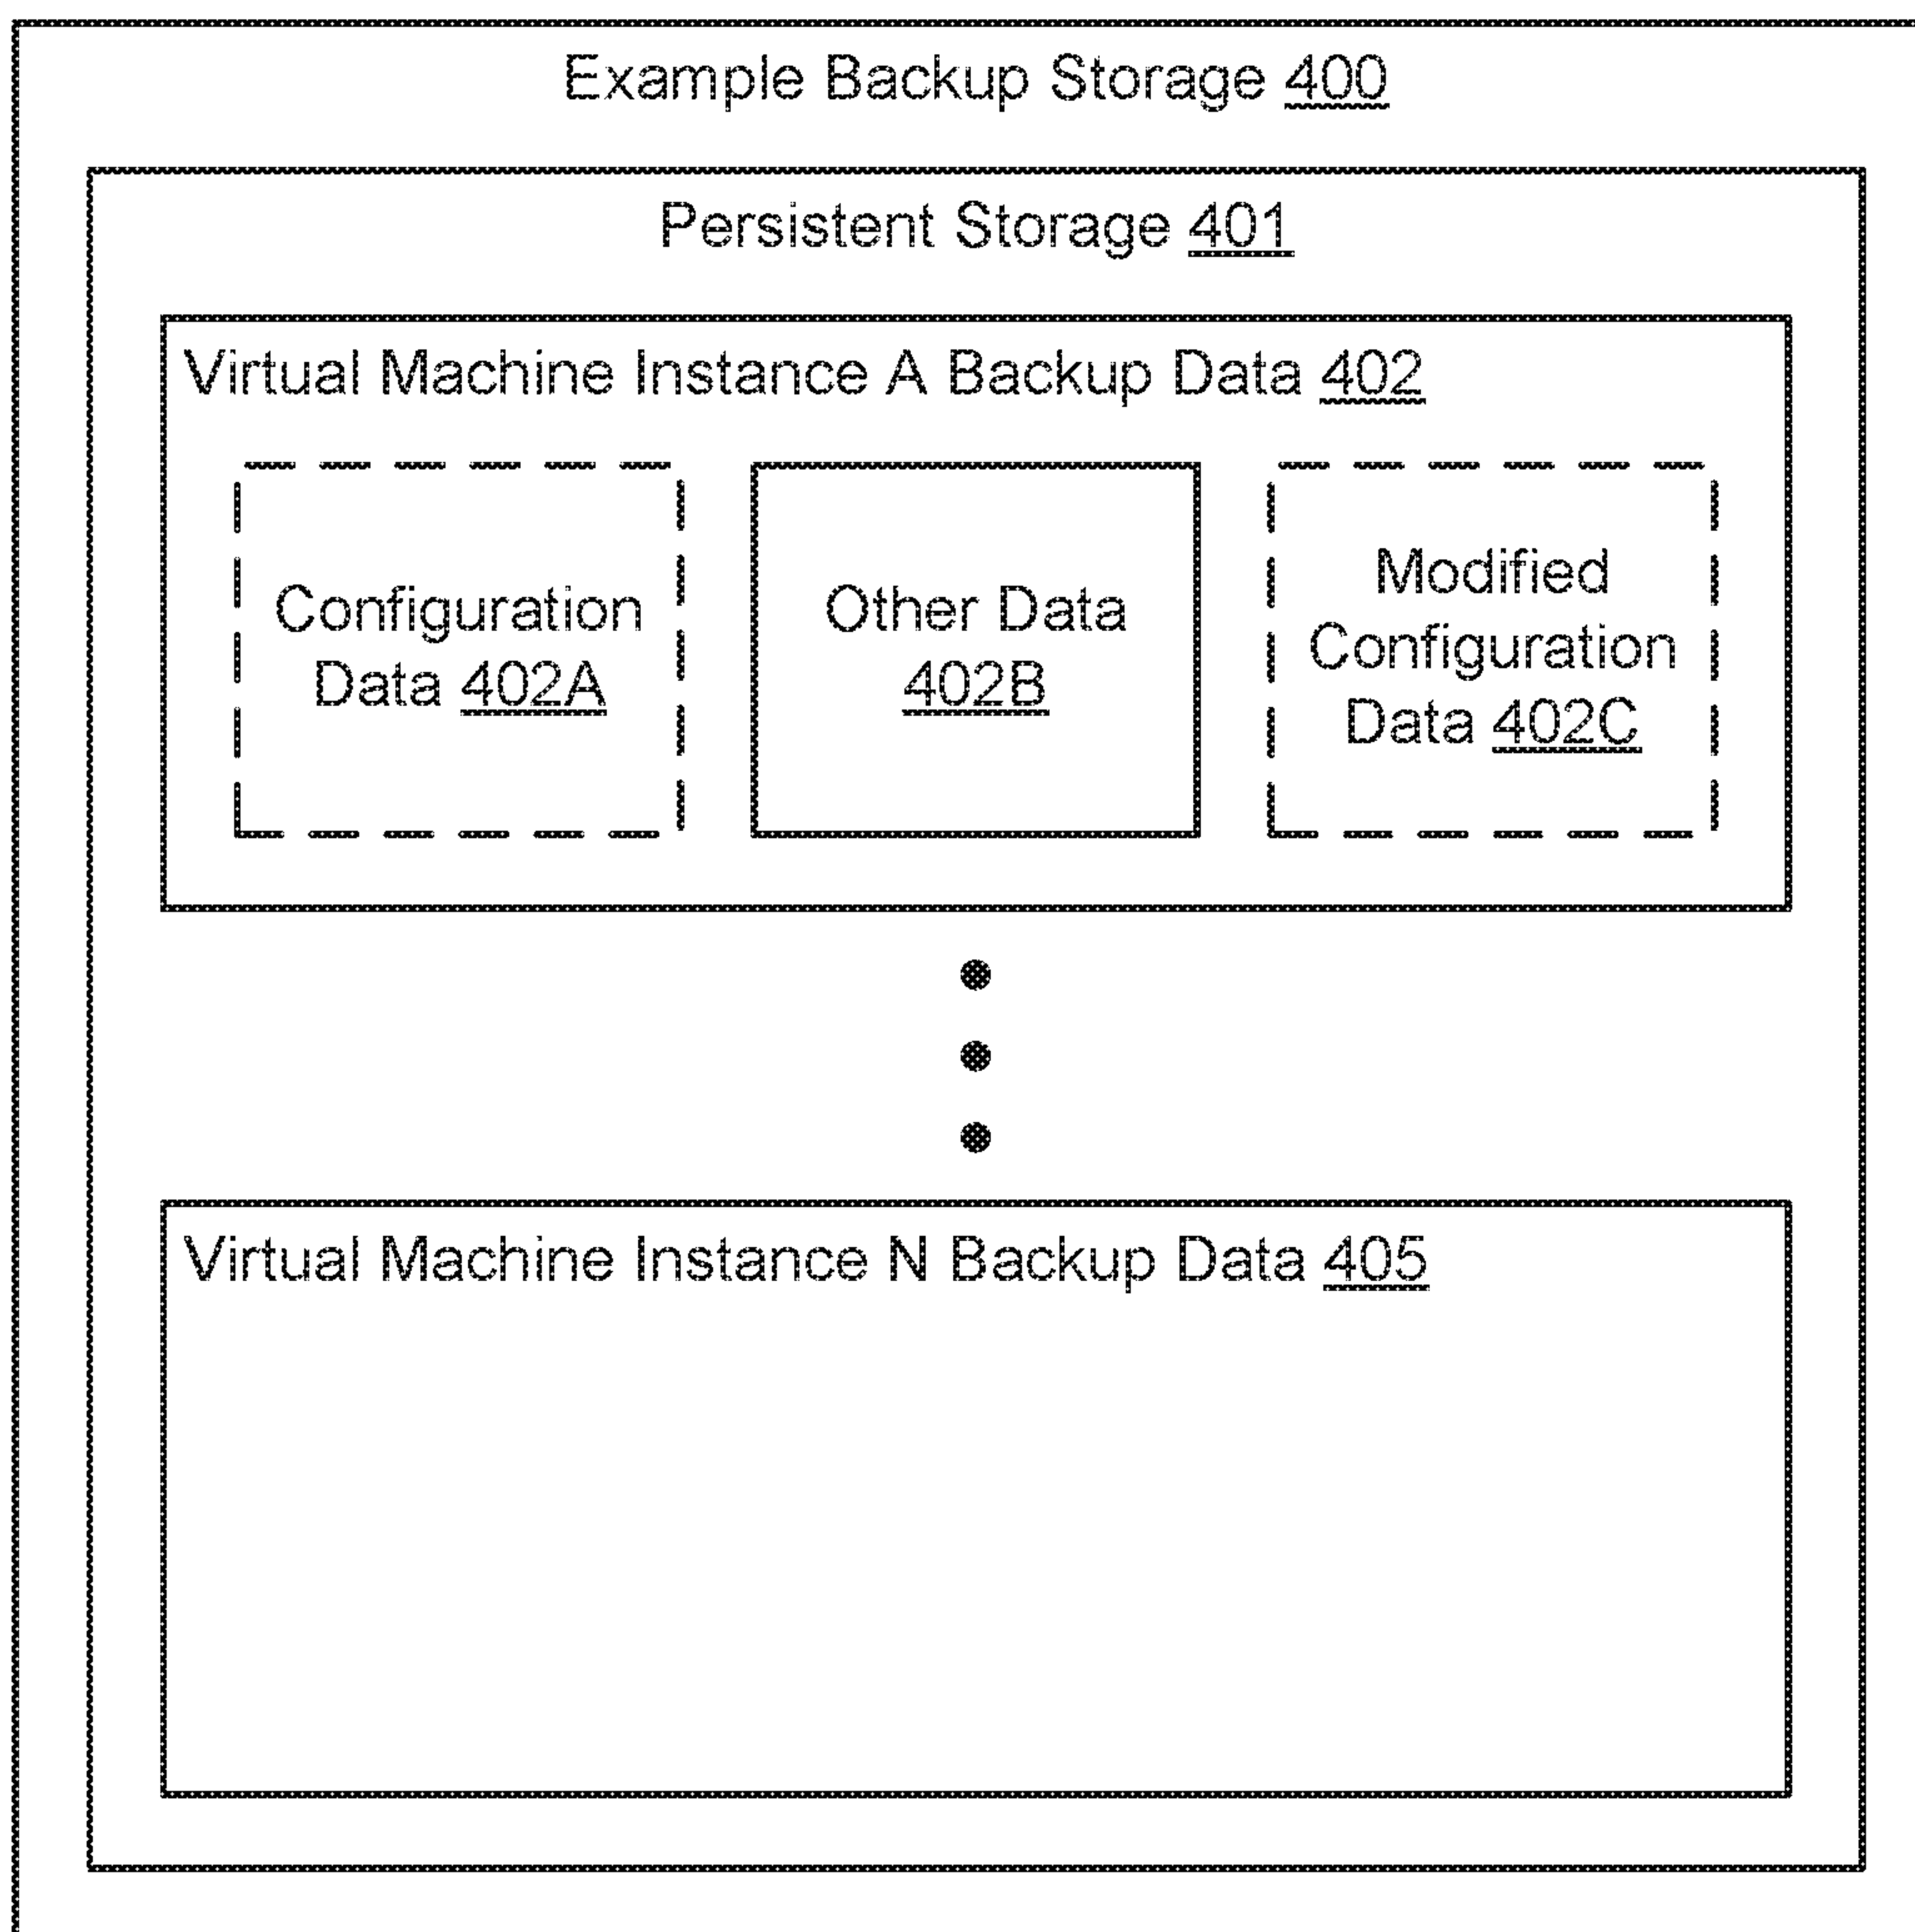 Example Backup Storage 400
Persistent Storage 401
Virtual Machine Instance A Backup Data 402
Configuration
Data 402A
Other Data
402B
Modified
Configuration
Data 402C
Virtual Machine Instance N Backup Data 405